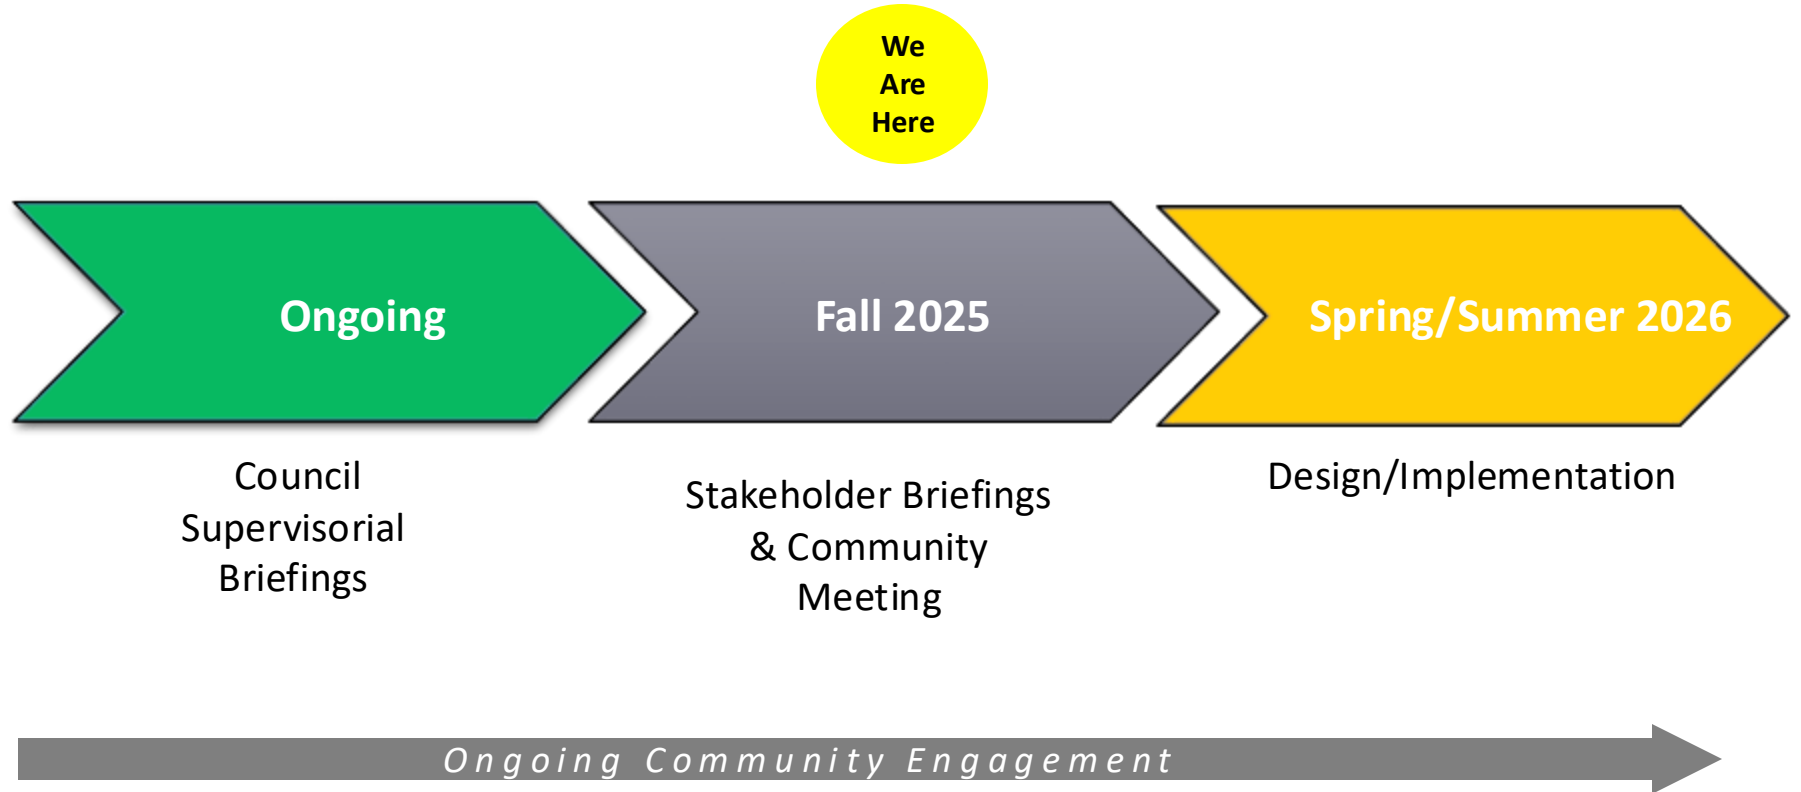 We
Are
Here
Ongoing
Fall 2025
Spring/Summer 2026
Council
Supervisorial
Briefings
Stakeholder Briefings
& Community
Meeting
Design/Implementation
Ongoing Community Engagement